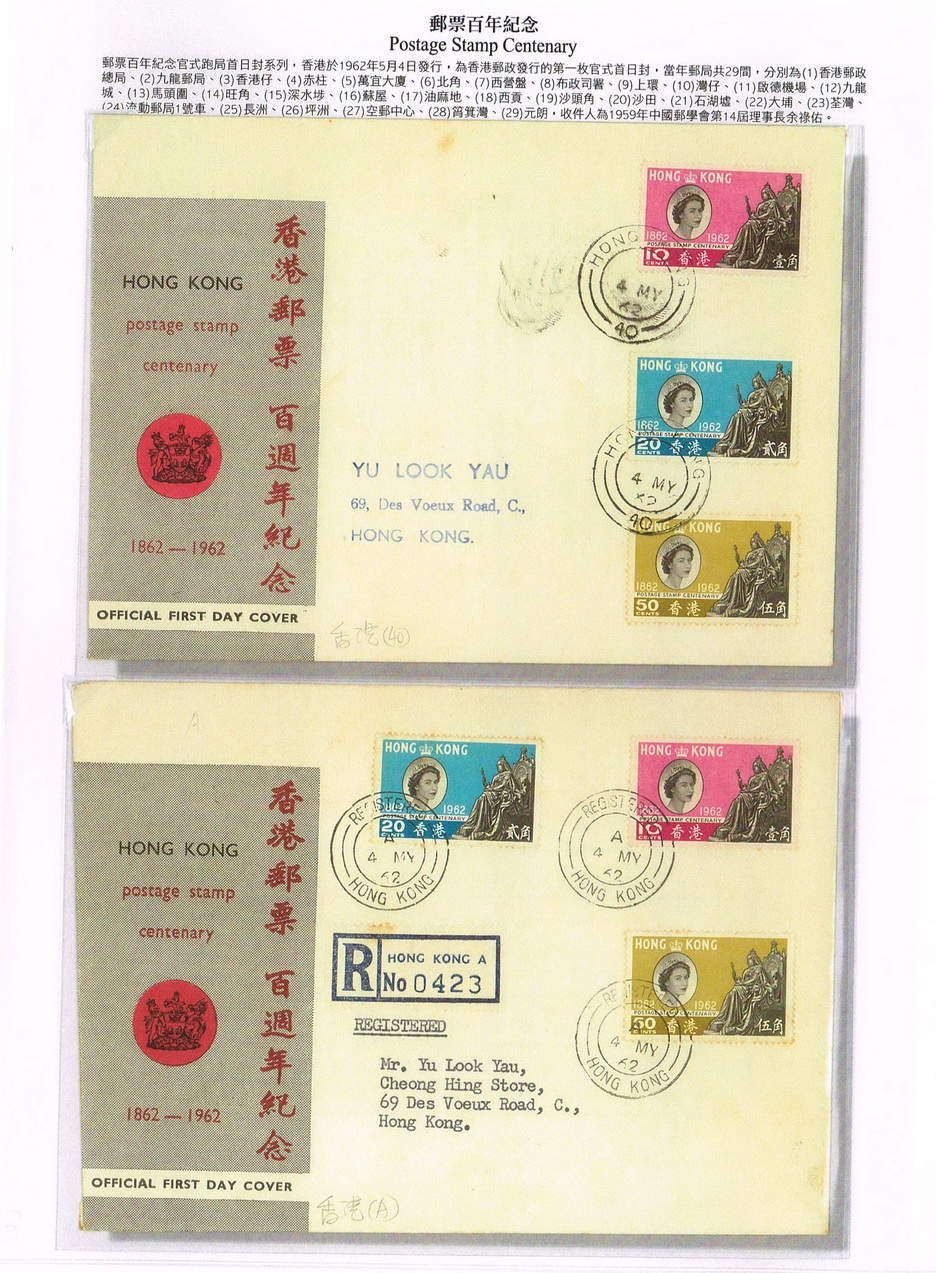 郵票百年紀念
Postage Stamp Centenary
郵票百年紀念官式跑局首日封系列，香港於1962年5月4日發行，為香港郵政發行的第一枚官式首日封，當年郵局共29間，分別為(1)香港郵政
總局、(2)九龍郵局、(3)香港仔、(4)赤柱、(5)萬宜大廈、(6)北角、(7)西營盤、(8)布政司署、(9)上環、(10)灣仔、(11)啟德機場、(12)九龍
城、(13)馬頭圍、(14)旺角、(15)深水埗、(16)蘇屋、(17)油麻地、(18)西貢、(19)沙頭角、(20)沙田、(21)石湖墟、(22)大埔、(23)荃灣、
(24)流動郵局1號車、(25)長洲、(26)坪洲、(27)空郵中心、(28)筲箕灣、(29)元朗，收件人為1959年中國郵學會第14屆理事長余祿佑。
香港郵票 百週年紀念
HONG KONG
postage stamp
centenary
1862 — 1962
OFFICIAL FIRST DAY COVER
HONG KONG
1862 1962
POSTAGE STAMP CENTENARY
10 CENTS 香港 壹角
HONG KONG
4 MY
62
40
HONG KONG
1862 1962
POSTAGE STAMP CENTENARY
20 CENTS 香港 貳角
HONG KONG
4 MY
62
40
HONG KONG
1862 1962
POSTAGE STAMP CENTENARY
50 CENTS 香港 伍角
YU LOOK YAU
69, Des Voeux Road, C.,
HONG KONG.
香港(40)
A
香港郵票 百週年紀念
HONG KONG
postage stamp
centenary
1862 — 1962
OFFICIAL FIRST DAY COVER
HONG KONG
1862 1962
POSTAGE STAMP CENTENARY
20 CENTS 香港 貳角
REGISTERED
A
4 MY
62
HONG KONG
HONG KONG
1862 1962
POSTAGE STAMP CENTENARY
10 CENTS 香港 壹角
REGISTERED
A
4 MY
62
HONG KONG
R HONG KONG A
No 0423
HONG KONG
1862 1962
POSTAGE STAMP CENTENARY
50 CENTS 香港 伍角
REGISTERED
A
4 MY
62
HONG KONG
REGISTERED
Mr. Yu Look Yau,
Cheong Hing Store,
69 Des Voeux Road, C.,
Hong Kong.
香港(A)